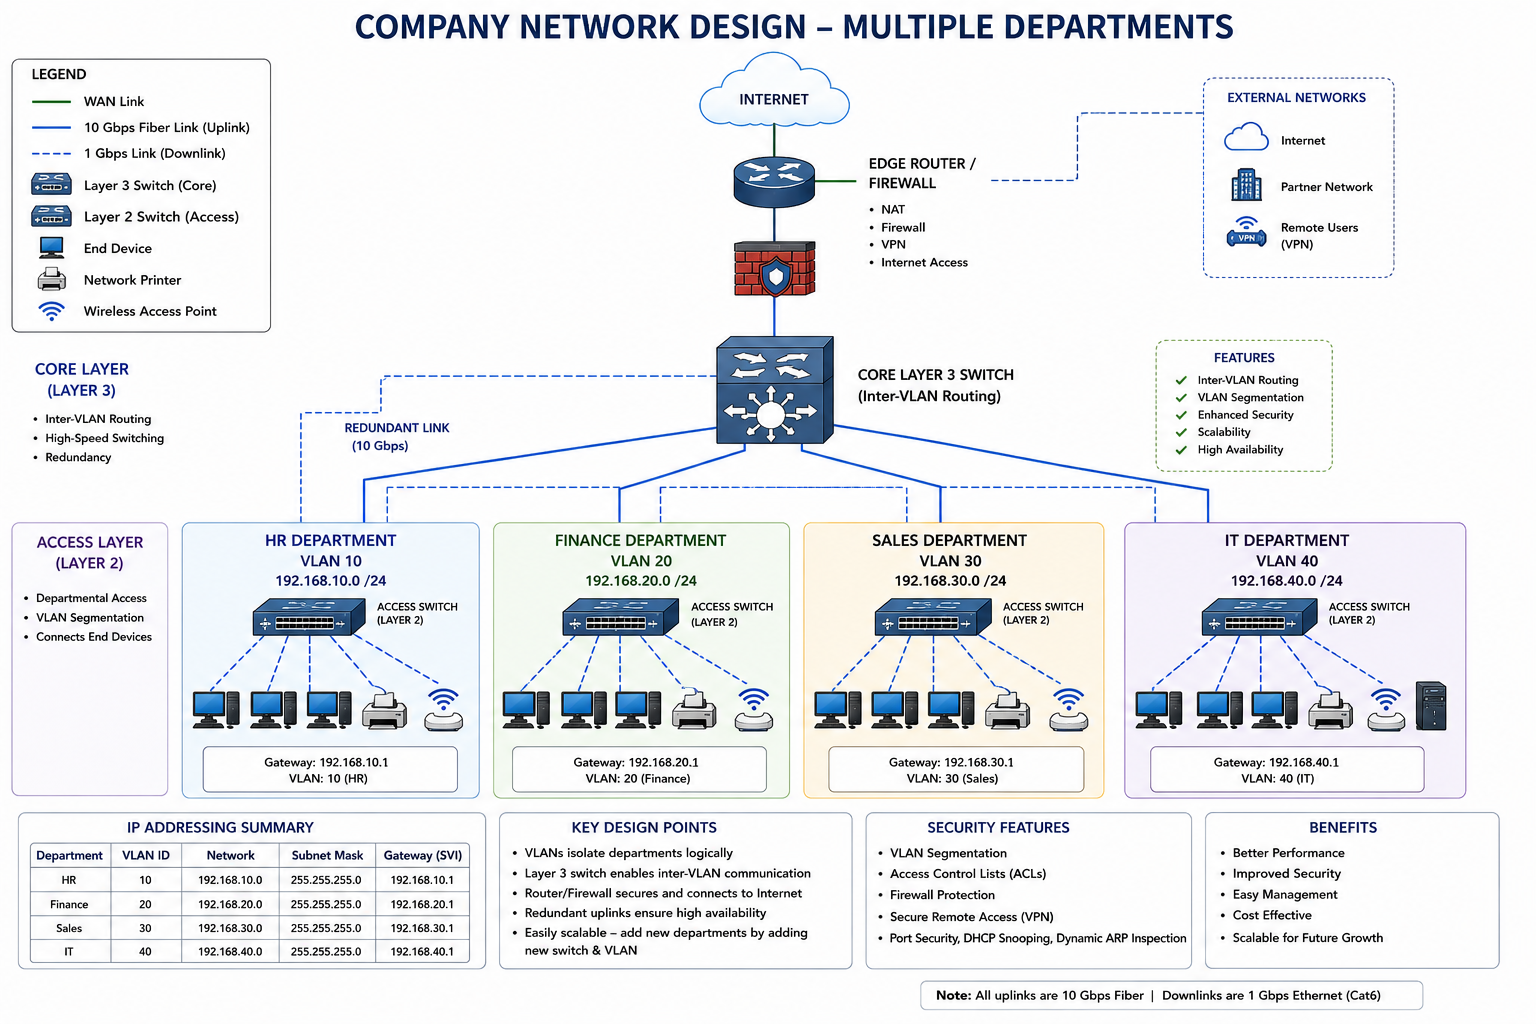 COMPANY NETWORK DESIGN – MULTIPLE DEPARTMENTS
LEGEND
WAN Link
10 Gbps Fiber Link (Uplink)
1 Gbps Link (Downlink)
Layer 3 Switch (Core)
Layer 2 Switch (Access)
End Device
Network Printer
Wireless Access Point
INTERNET
EDGE ROUTER /
FIREWALL
• NAT
• Firewall
• VPN
• Internet Access
EXTERNAL NETWORKS
Internet
Partner Network
VPN
Remote Users
(VPN)
CORE LAYER
(LAYER 3)
• Inter-VLAN Routing
• High-Speed Switching
• Redundancy
REDUNDANT LINK
(10 Gbps)
CORE LAYER 3 SWITCH
(Inter-VLAN Routing)
FEATURES
✓ Inter-VLAN Routing
✓ VLAN Segmentation
✓ Enhanced Security
✓ Scalability
✓ High Availability
ACCESS LAYER
(LAYER 2)
• Departmental Access
• VLAN Segmentation
• Connects End Devices
HR DEPARTMENT
VLAN 10
192.168.10.0 /24
ACCESS SWITCH
(LAYER 2)
Gateway: 192.168.10.1
VLAN: 10 (HR)
FINANCE DEPARTMENT
VLAN 20
192.168.20.0 /24
ACCESS SWITCH
(LAYER 2)
Gateway: 192.168.20.1
VLAN: 20 (Finance)
SALES DEPARTMENT
VLAN 30
192.168.30.0 /24
ACCESS SWITCH
(LAYER 2)
Gateway: 192.168.30.1
VLAN: 30 (Sales)
IT DEPARTMENT
VLAN 40
192.168.40.0 /24
ACCESS SWITCH
(LAYER 2)
Gateway: 192.168.40.1
VLAN: 40 (IT)
IP ADDRESSING SUMMARY
Department VLAN ID Network Subnet Mask Gateway (SVI)
HR 10 192.168.10.0 255.255.255.0 192.168.10.1
Finance 20 192.168.20.0 255.255.255.0 192.168.20.1
Sales 30 192.168.30.0 255.255.255.0 192.168.30.1
IT 40 192.168.40.0 255.255.255.0 192.168.40.1
KEY DESIGN POINTS
• VLANs isolate departments logically
• Layer 3 switch enables inter-VLAN communication
• Router/Firewall secures and connects to Internet
• Redundant uplinks ensure high availability
• Easily scalable – add new departments by adding
new switch & VLAN
SECURITY FEATURES
• VLAN Segmentation
• Access Control Lists (ACLs)
• Firewall Protection
• Secure Remote Access (VPN)
• Port Security, DHCP Snooping, Dynamic ARP Inspection
BENEFITS
• Better Performance
• Improved Security
• Easy Management
• Cost Effective
• Scalable for Future Growth
Note: All uplinks are 10 Gbps Fiber | Downlinks are 1 Gbps Ethernet (Cat6)